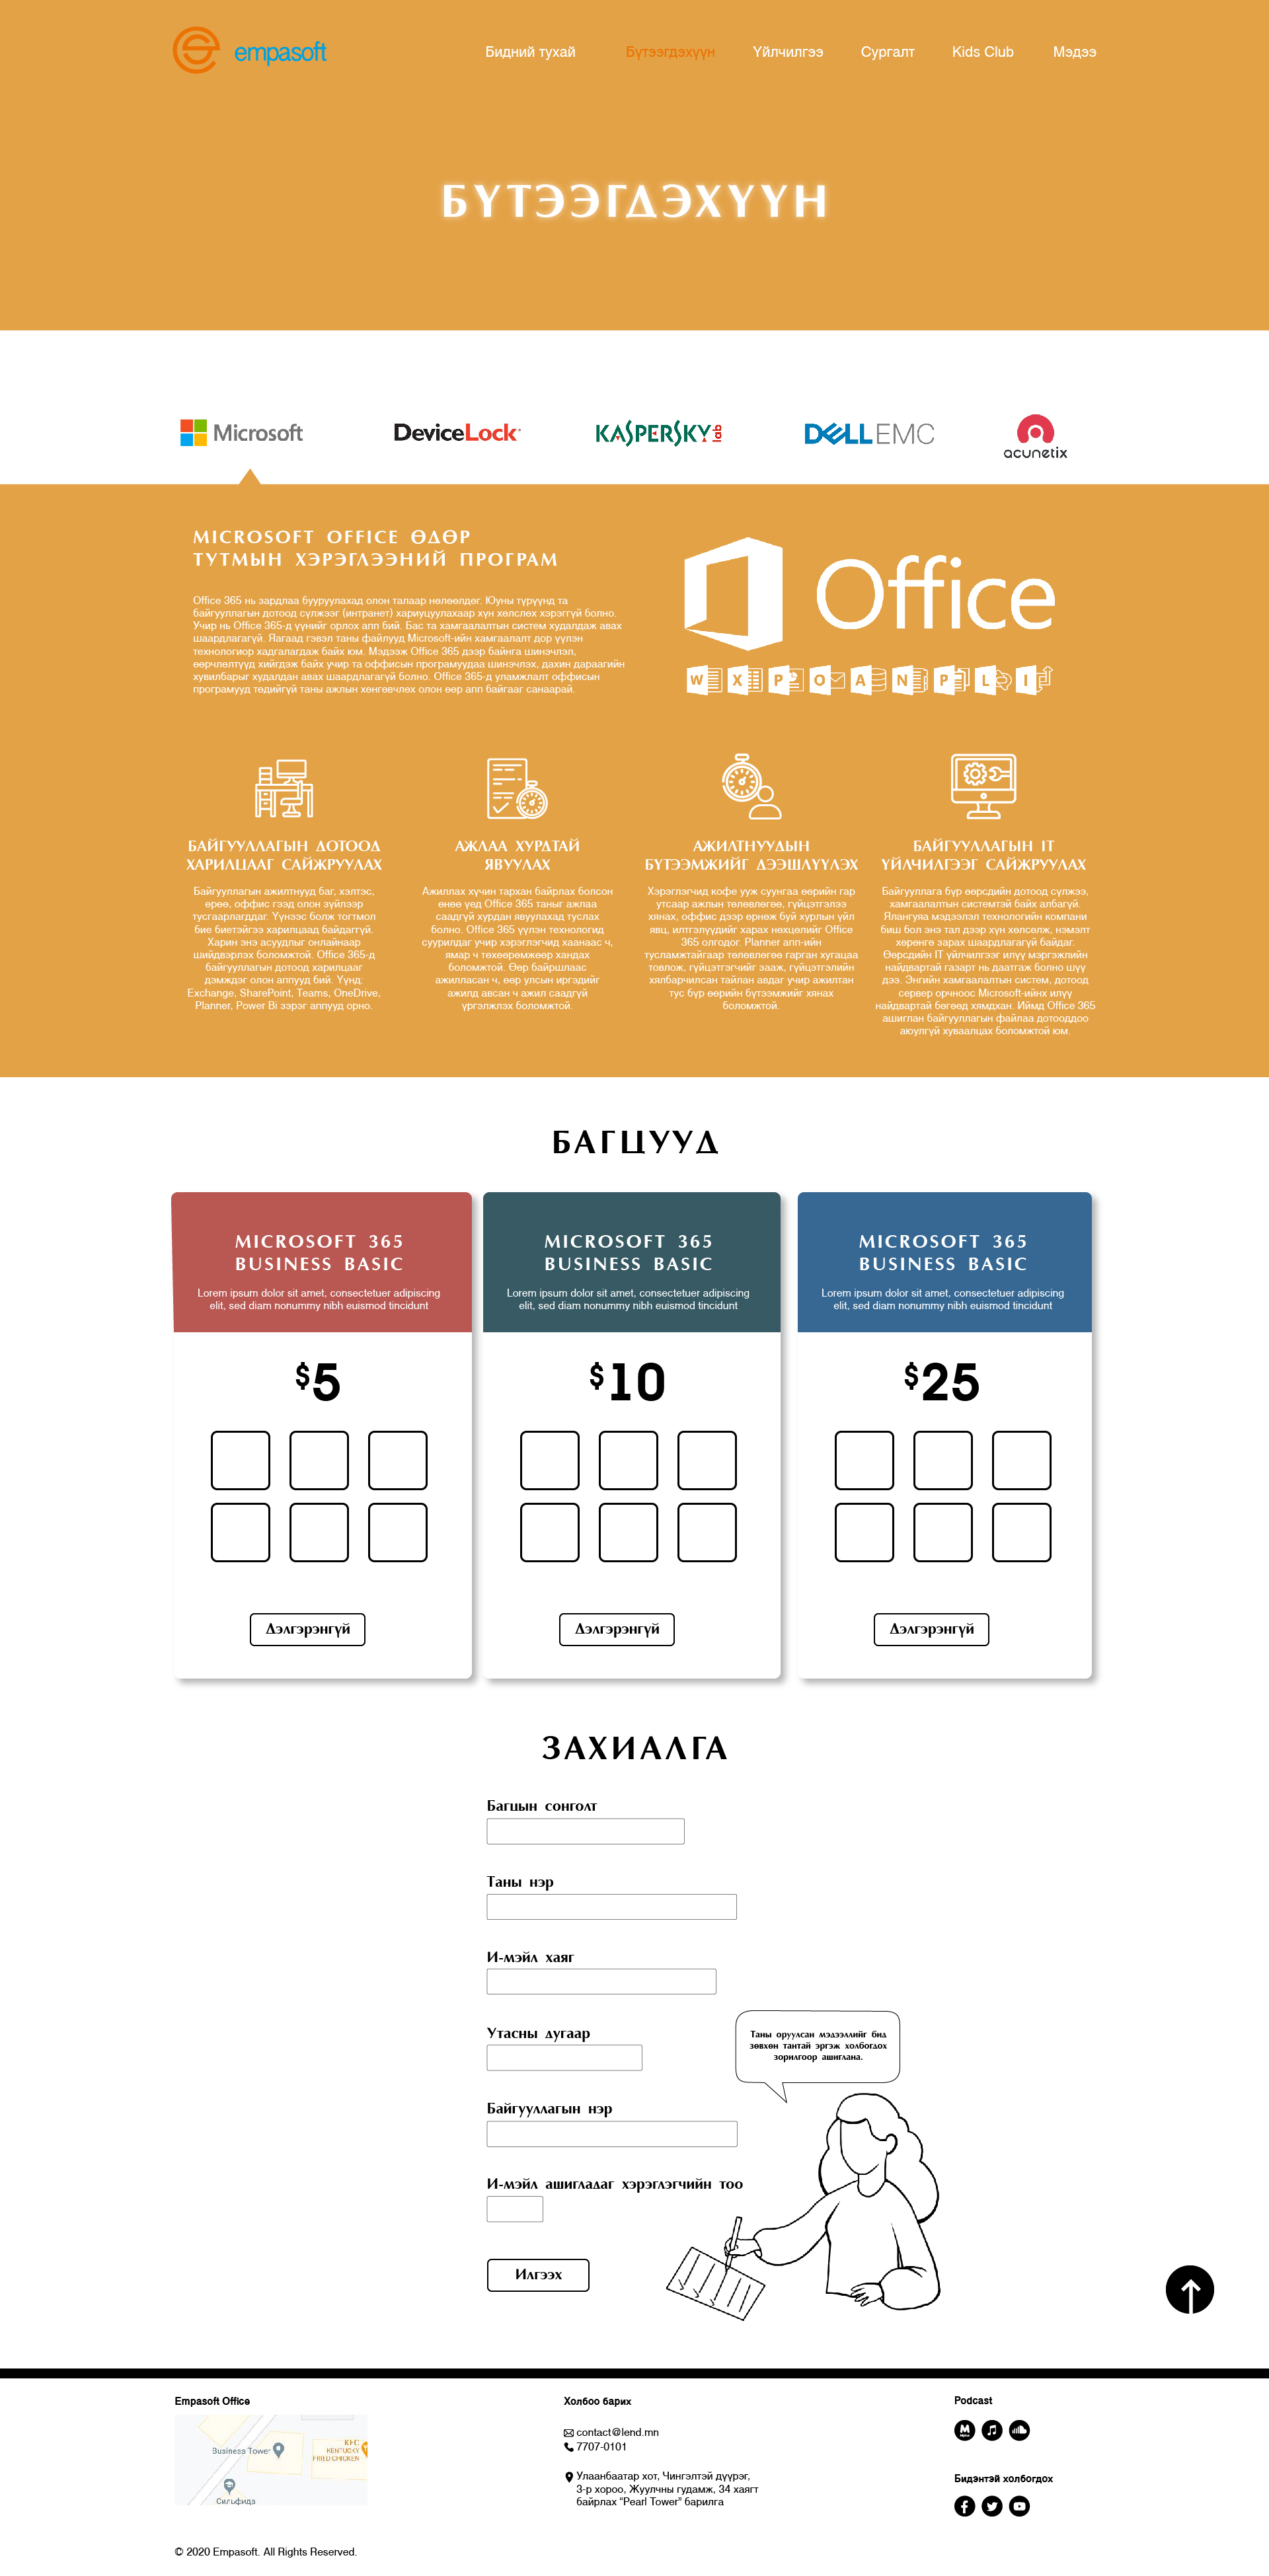 empasoft
Бидний тухай Бүтээгдэхүүн Үйлчилгээ Сургалт Kids Club Мэдээ
БҮТЭЭГДЭХҮҮН
Microsoft DeviceLock KASPERSKY lab DELL EMC acunetix
MICROSOFT OFFICE ӨДӨР
ТУТМЫН ХЭРЭГЛЭЭНИЙ ПРОГРАМ
Office 365 нь зардлаа бууруулахад олон талаар нөлөөлдөг. Юуны түрүүнд та
байгууллагын дотоод сүлжээг (интранет) хариуцуулахаар хүн хөлслөх хэрэггүй болно.
Учир нь Office 365-д үүнийг орлох апп бий. Бас та хамгаалалтын систем худалдаж авах
шаардлагагүй. Яагаад гэвэл таны файлууд Microsoft-ийн хамгаалалт дор үүлэн
технологиор хадгалагдаж байх юм. Мэдээж Office 365 дээр байнга шинэчлэл,
өөрчлөлтүүд хийгдэж байх учир та оффисын програмуудаа шинэчлэх, дахин дараагийн
хувилбарыг худалдан авах шаардлагагүй болно. Office 365-д уламжлалт оффисын
програмууд төдийгүй таны ажлын хөнгөвчлөх олон өөр апп байгааг санаарай.
Office
W X P O A N P L I
БАЙГУУЛЛАГЫН ДОТООД
ХАРИЛЦААГ САЙЖРУУЛАХ
Байгууллагын ажилтнууд баг, хэлтэс,
өрөө, оффис гээд олон зүйлээр
тусгаарлагддаг. Үүнээс болж тогтмол
бие биетэйгээ харилцаад байдаггүй.
Харин энэ асуудлыг онлайнаар
шийдвэрлэх боломжтой. Office 365-д
байгууллагын дотоод харилцааг
дэмждэг олон аппууд бий. Үүнд:
Exchange, SharePoint, Teams, OneDrive,
Planner, Power Bi зэрэг аппууд орно.
АЖЛАА ХУРДТАЙ
ЯВУУЛАХ
Ажиллах хүчин тархан байрлах болсон
өнөө үед Office 365 таныг ажлаа
саадгүй хурдан явуулахад туслах
болно. Office 365 үүлэн технологид
суурилдаг учир хэрэглэгчид хаанаас ч,
ямар ч төхөөрөмжөөр хандах
боломжтой. Өөр байршлаас
ажилласан ч, өөр улсын иргэдийг
ажилд авсан ч ажил саадгүй
үргэлжлэх боломжтой.
АЖИЛТНУУДЫН
БҮТЭЭМЖИЙГ ДЭЭШЛҮҮЛЭХ
Хэрэглэгчид кофе ууж суунгаа өөрийн гар
утсаар ажлын төлөвлөгөө, гүйцэтгэлээ
хянах, оффис дээр өрнөж буй хурлын үйл
явц, илтгэлүүдийг харах нөхцөлийг Office
365 олгодог. Planner апп-ийн
тусламжтайгаар төлөвлөгөө гарган хугацаа
товлож, гүйцэтгэгчийг зааж, гүйцэтгэлийн
хялбарчилсан тайлан авдаг учир ажилтан
тус бүр өөрийн бүтээмжийг хянах
боломжтой.
БАЙГУУЛЛАГЫН IT
ҮЙЛЧИЛГЭЭГ САЙЖРУУЛАХ
Байгууллага бүр өөрсдийн дотоод сүлжээ,
хамгаалалтын системтэй байх албагүй.
Ялангуяа мэдээлэл технологийн компани
биш бол энэ тал дээр хүн хөлсөлж, нэмэлт
хөрөнгө зарах шаардлагагүй байдаг.
Өөрсдийн IT үйлчилгээг илүү мэргэжлийн
найдвартай газарт нь даатгаж болно шүү
дээ. Энгийн хамгаалалтын систем, дотоод
сервер орчноос Microsoft-ийнх илүү
найдвартай бөгөөд хямдхан. Иймд Office 365
ашиглан байгууллагын файлаа дотооддоо
аюулгүй хуваалцах боломжтой юм.
БАГЦУУД
MICROSOFT 365
BUSINESS BASIC
Lorem ipsum dolor sit amet, consectetuer adipiscing
elit, sed diam nonummy nibh euismod tincidunt
$5
Дэлгэрэнгүй
MICROSOFT 365
BUSINESS BASIC
Lorem ipsum dolor sit amet, consectetuer adipiscing
elit, sed diam nonummy nibh euismod tincidunt
$10
Дэлгэрэнгүй
MICROSOFT 365
BUSINESS BASIC
Lorem ipsum dolor sit amet, consectetuer adipiscing
elit, sed diam nonummy nibh euismod tincidunt
$25
Дэлгэрэнгүй
ЗАХИАЛГА
Багцын сонголт
Таны нэр
И-мэйл хаяг
Утасны дугаар
Байгууллагын нэр
И-мэйл ашигладаг хэрэглэгчийн тоо
Илгээх
Таны оруулсан мэдээллийг бид
зөвхөн тантай эргэж холбогдох
зорилгоор ашиглана.
Empasoft Office
Business Tower
KFC
KENTUCKY
FRIED CHICKEN
Сильфида
Холбоо барих
contact@lend.mn
7707-0101
Улаанбаатар хот, Чингэлтэй дүүрэг,
3-р хороо, Жуулчны гудамж, 34 хаягт
байрлах “Pearl Tower” барилга
Podcast
Бидэнтэй холбогдох
© 2020 Empasoft. All Rights Reserved.